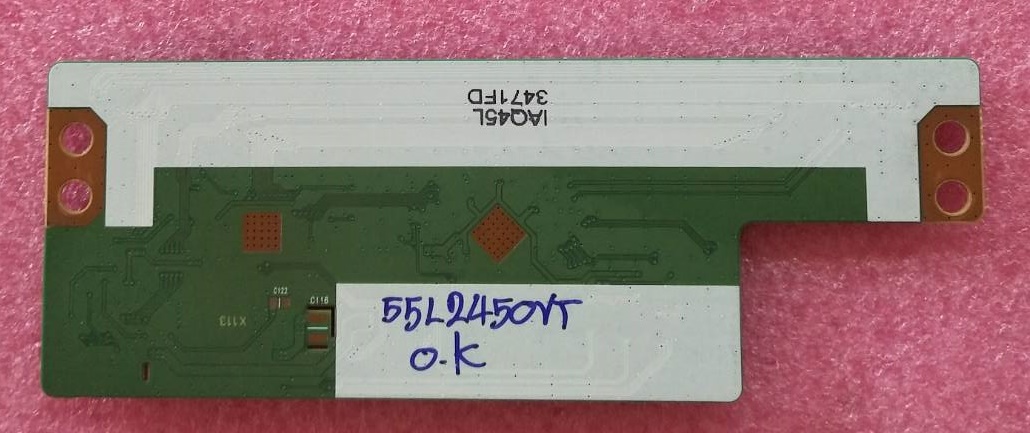 IAQ45L
3471FD
C122
C116
X113
55L2450VT
O.K